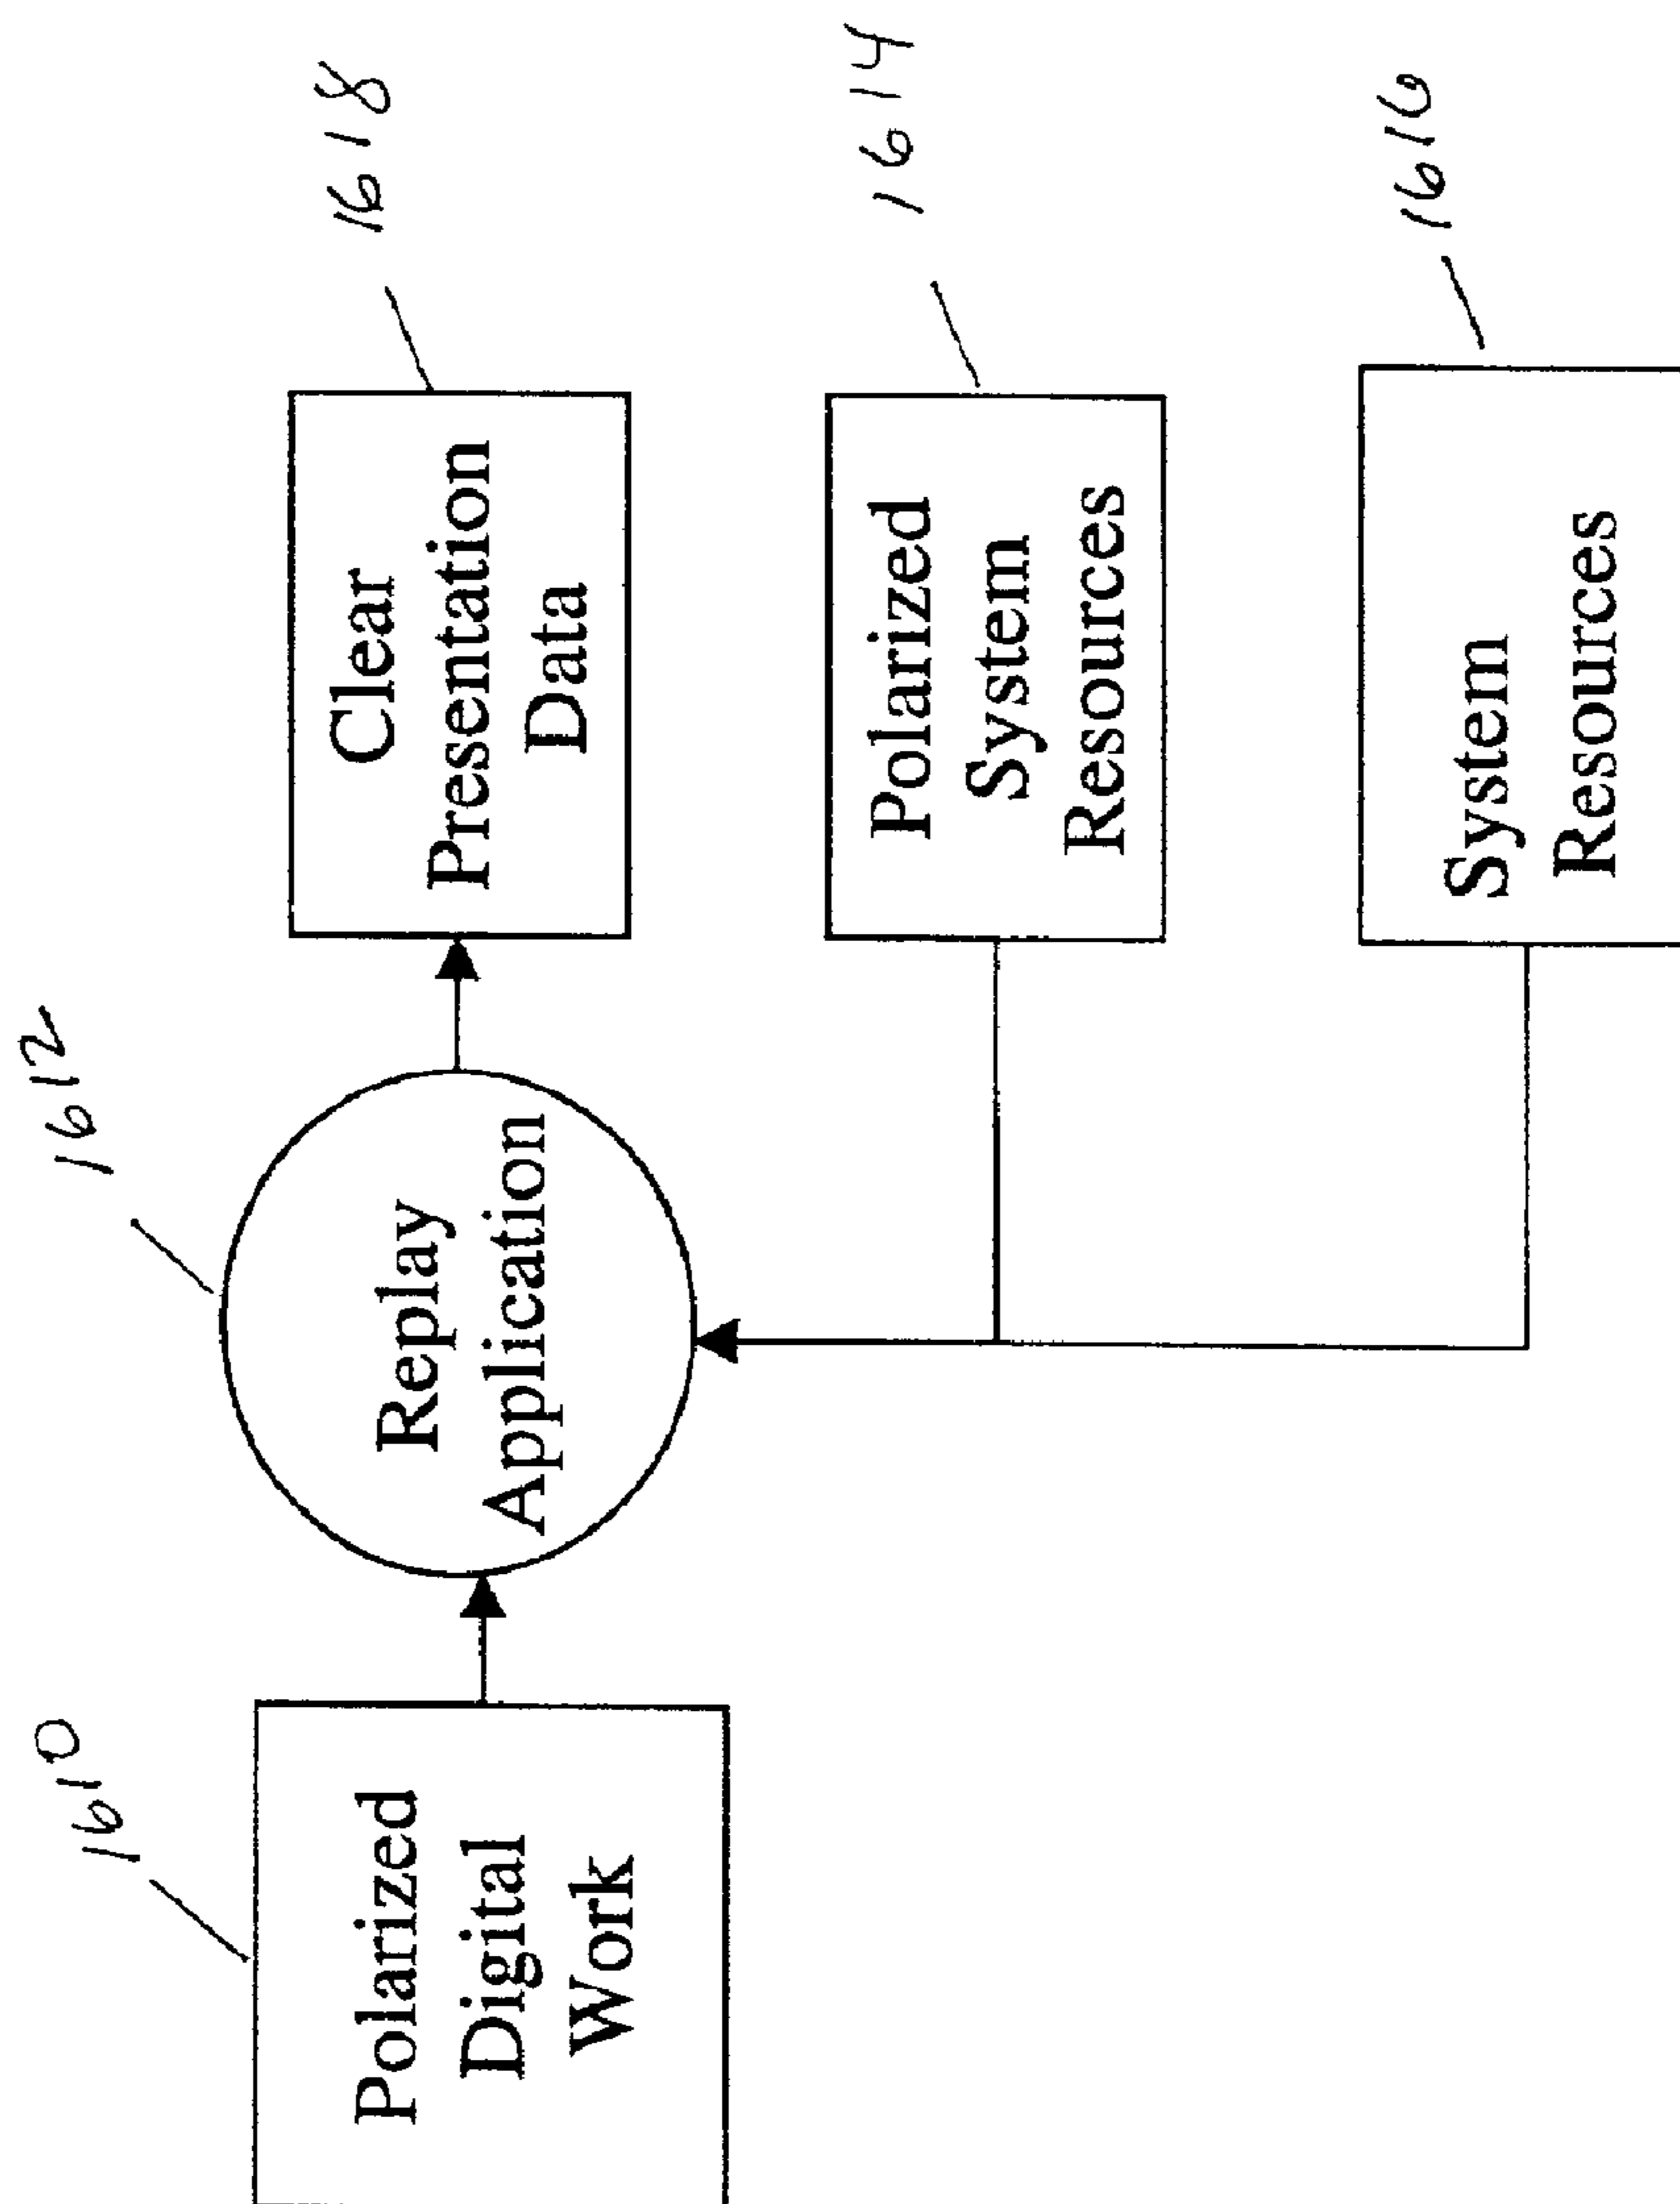 1610
Polarized
Digital
Work
1612
Replay
Application
1618
Clear
Presentation
Data
1614
Polarized
System
Resources
1616
System
Resources